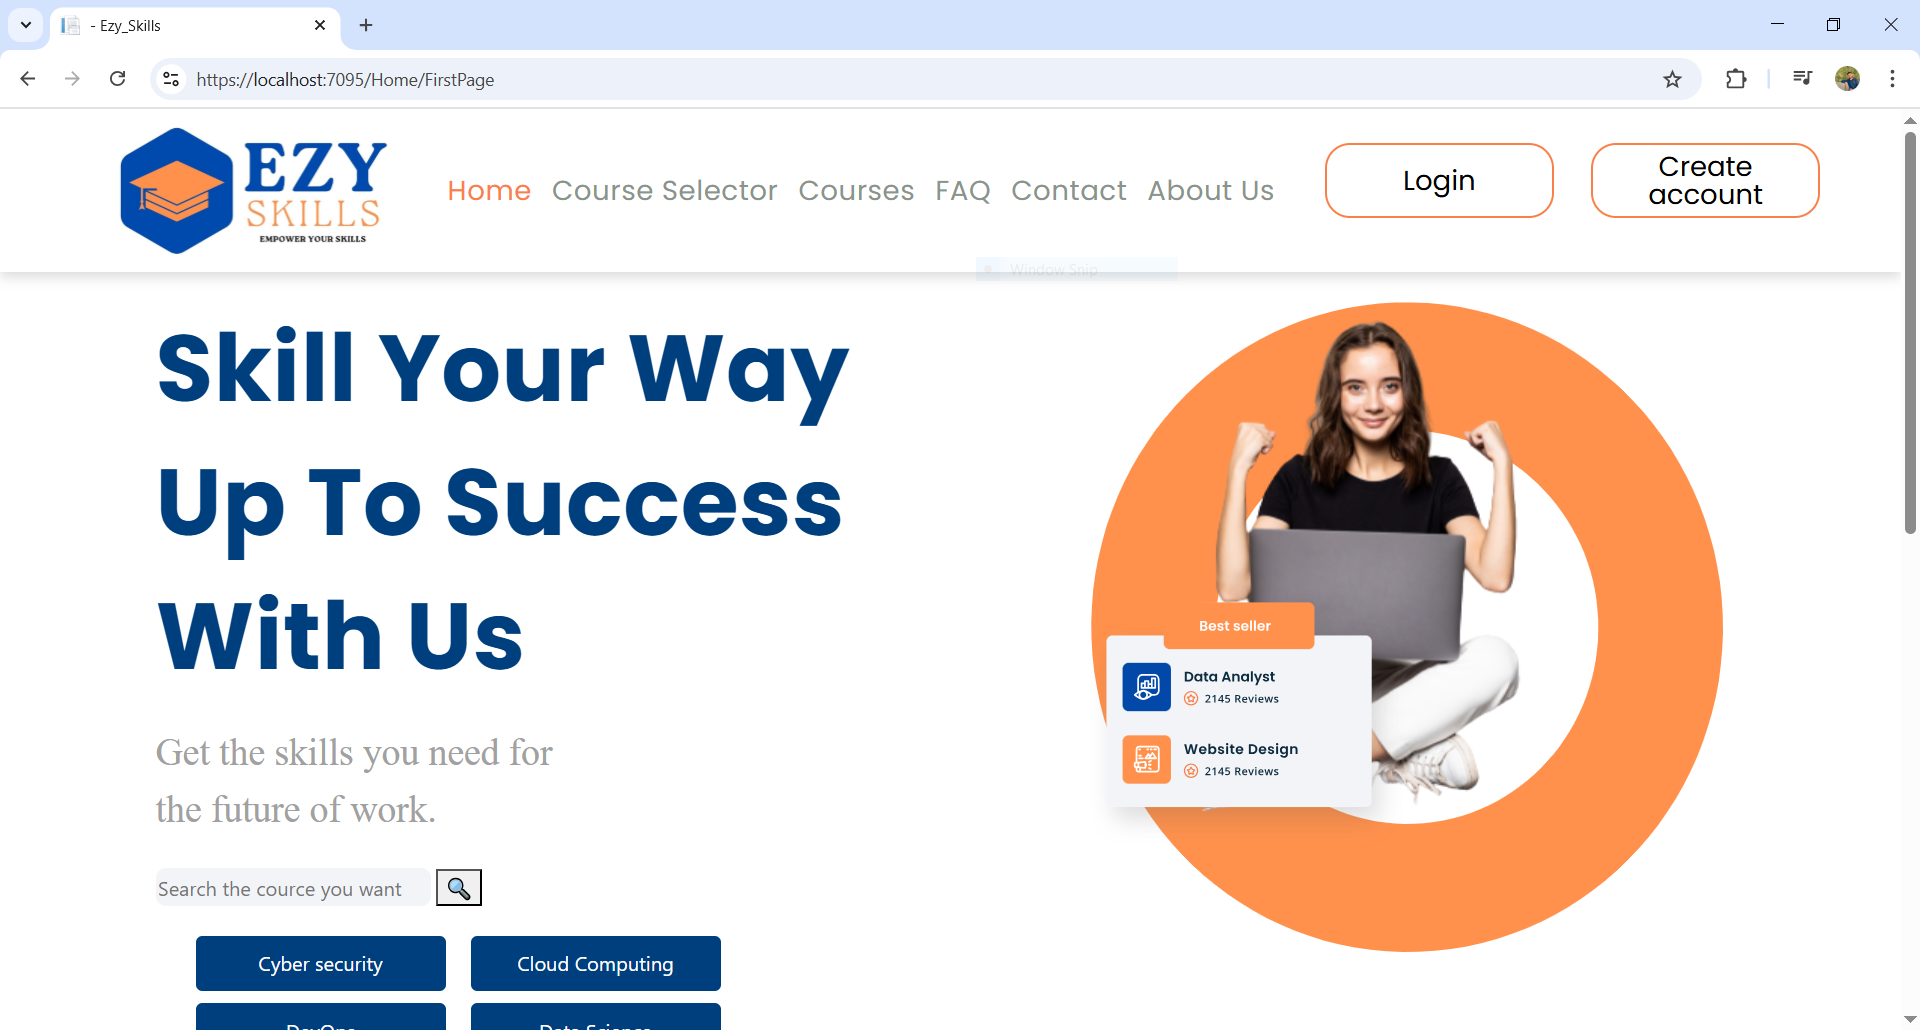 - Ezy_Skills
https://localhost:7095/Home/FirstPage
EZY
SKILLS
EMPOWER YOUR SKILLS
Home Course Selector Courses FAQ Contact About Us
Login
Create
account
Window Snip
Skill Your Way
Up To Success
With Us
Get the skills you need for
the future of work.
Search the cource you want
Cyber security Cloud Computing
DevOps Data Science
Best seller
Data Analyst
2145 Reviews
Website Design
2145 Reviews